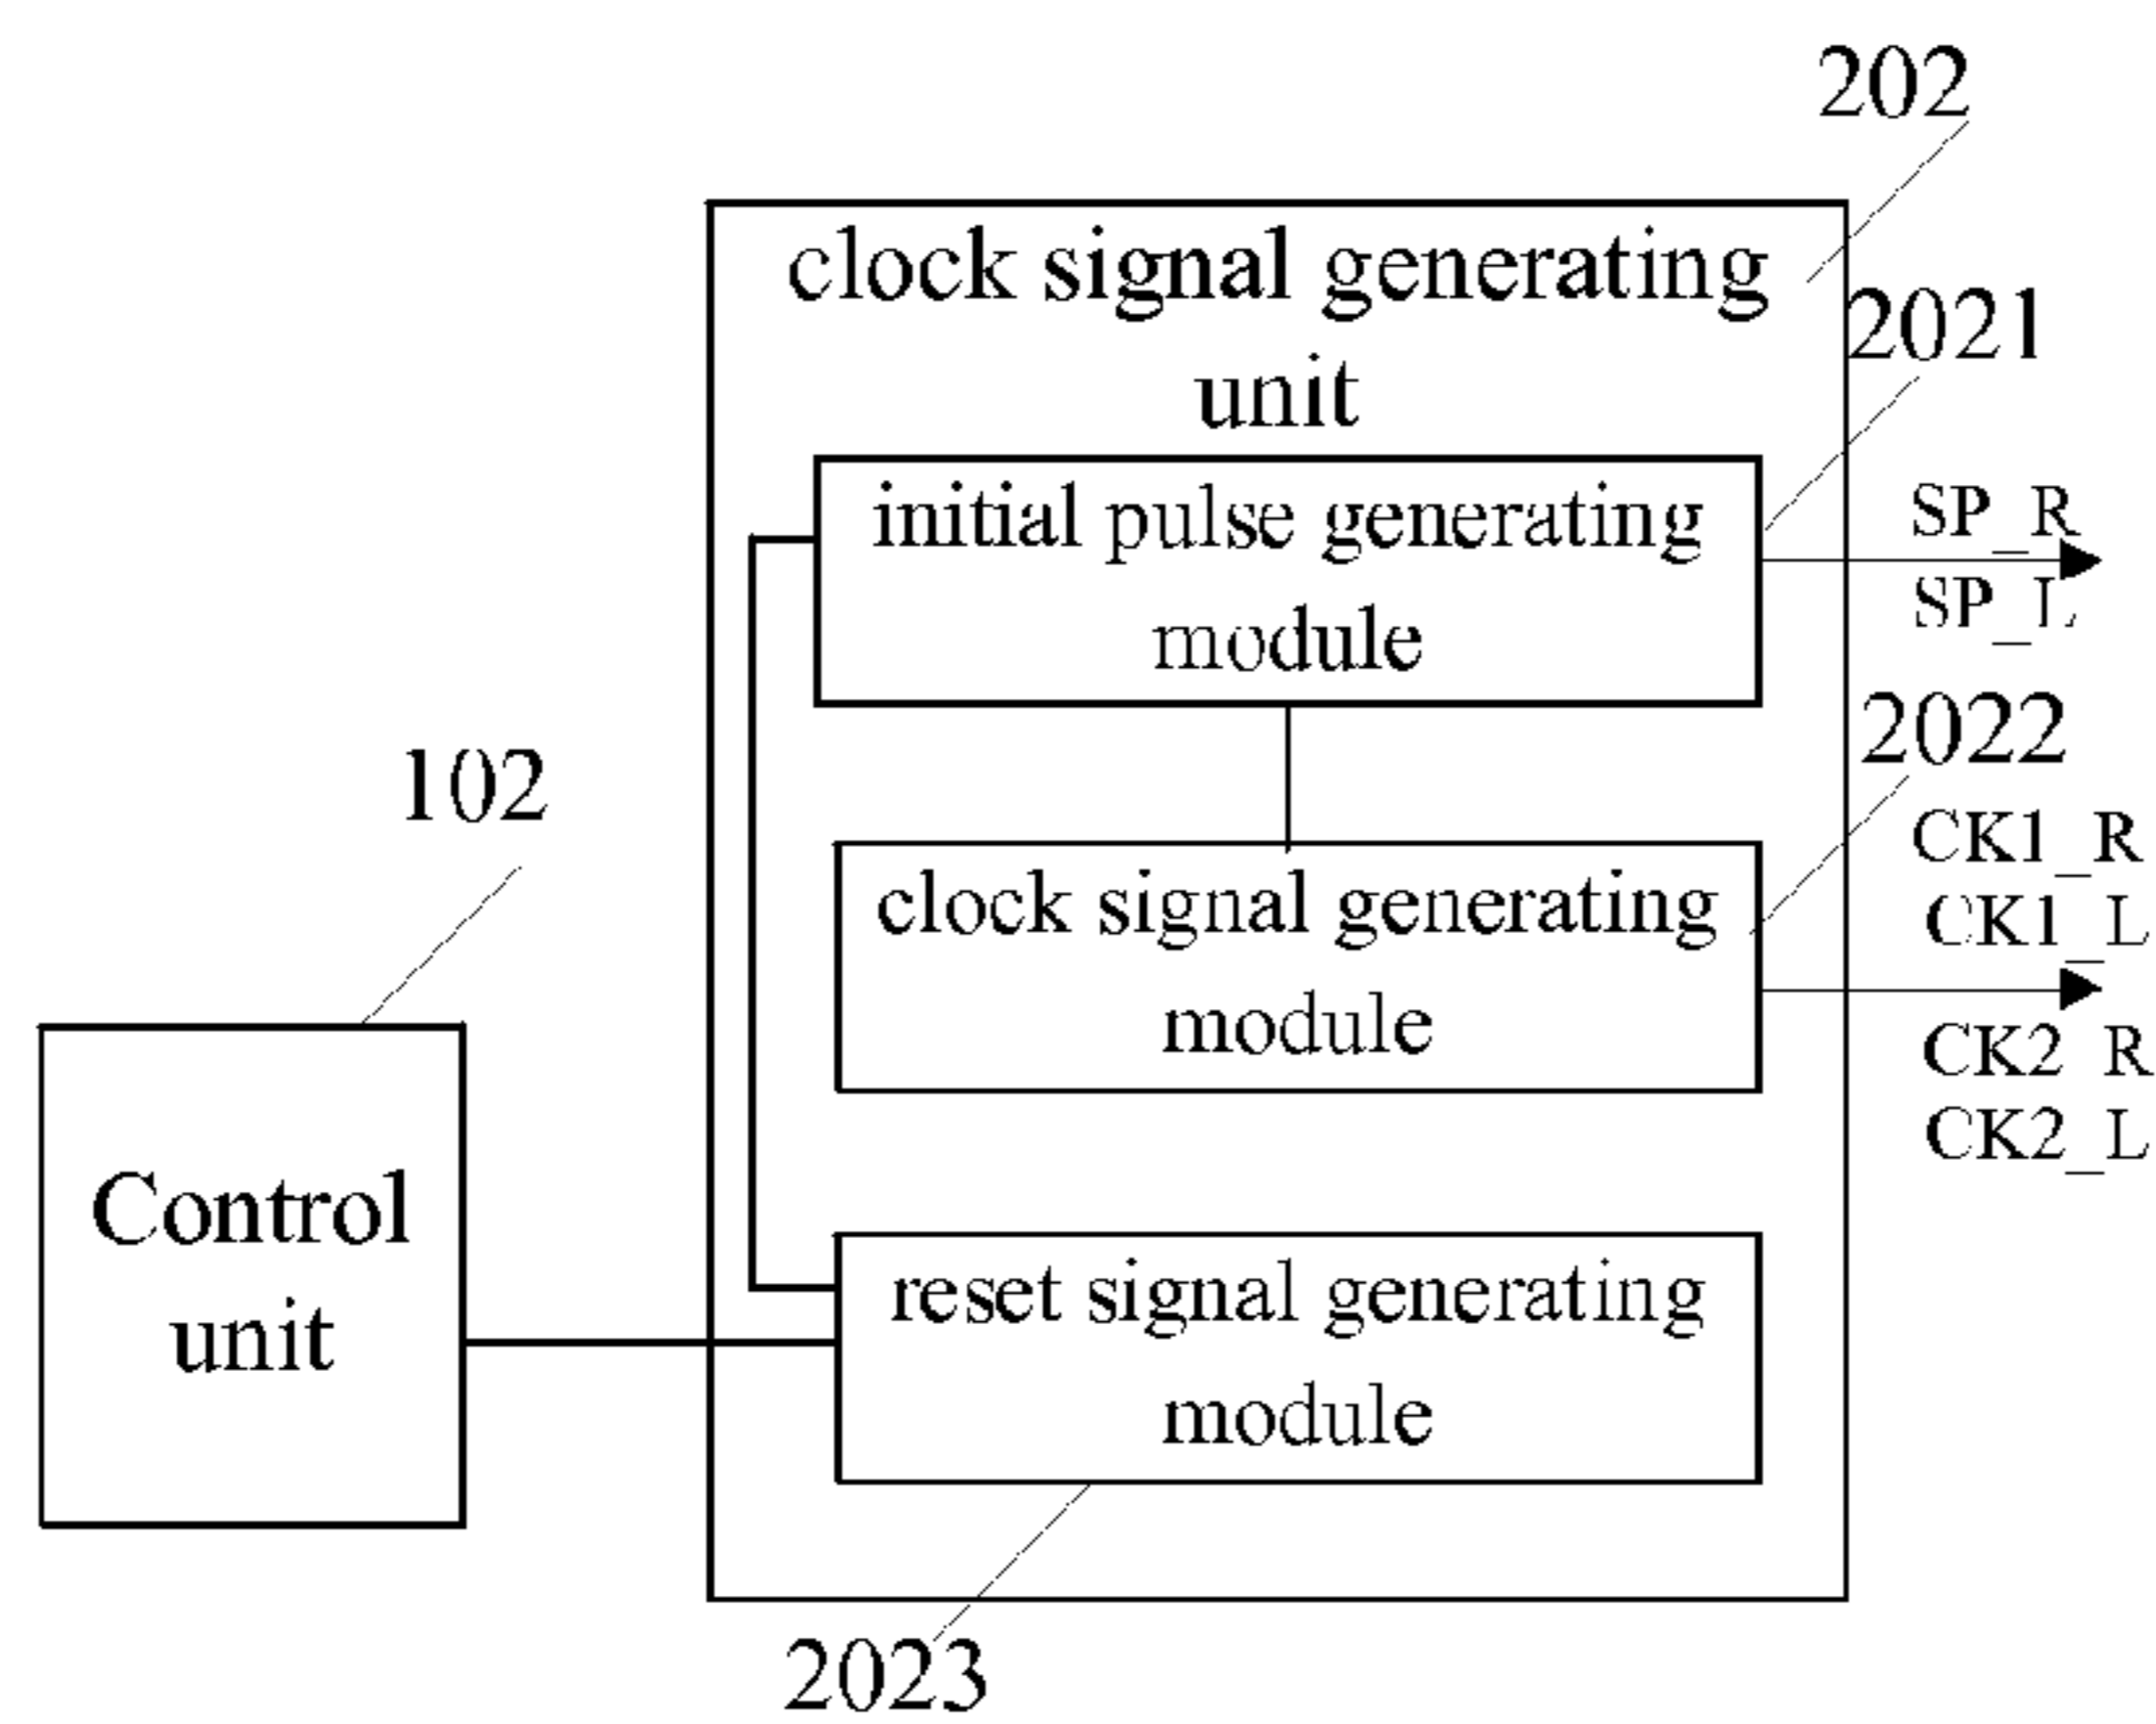 202
clock signal generating
unit
2021
initial pulse generating
module
SP_R
SP_L
2022
102
CK1_R
CK1_L
clock signal generating
module
CK2_R
CK2_L
Control
unit
reset signal generating
module
2023